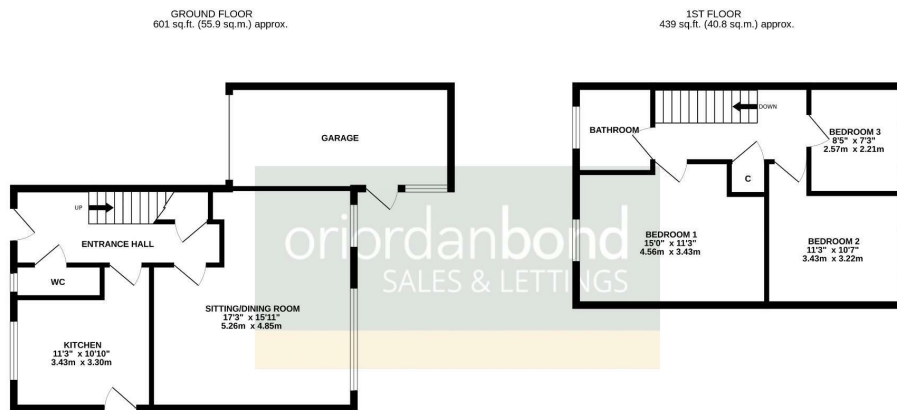 GROUND FLOOR
601 sq.ft. (55.9 sq.m.) approx.
1ST FLOOR
439 sq.ft. (40.8 sq.m.) approx.
GARAGE
UP
ENTRANCE HALL
WC
SITTING/DINING ROOM
17'3" x 15'11"
5.26m x 4.85m
KITCHEN
11'3" x 10'10"
3.43m x 3.30m
DOWN
BATHROOM
BEDROOM 3
8'5" x 7'3"
2.57m x 2.21m
C
BEDROOM 1
15'0" x 11'3"
4.56m x 3.43m
BEDROOM 2
11'3" x 10'7"
3.43m x 3.22m
oriordanbond
SALES & LETTINGS